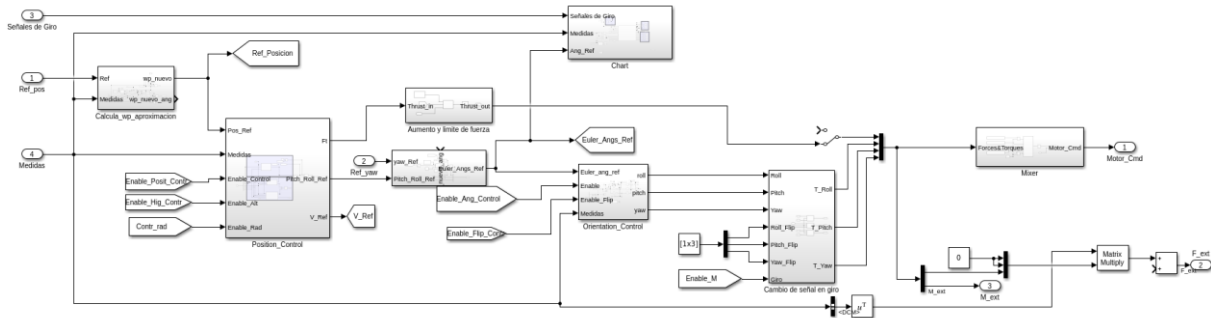 3
Señales de Giro
Señales de Giro
Medidas
Ang_Ref
Chart
Ref_Posicion
1
Ref_pos
Ref
Medidas
wp_nuevo
wp_nuevo_ang
Calcula_wp_aproximacion
Thrust_in
Thrust_out
Aumento y limite de fuerza
4
Medidas
Pos_Ref
Medidas
Enable_Control
Enable_Alt
Enable_Rad
Ft
Pitch_Roll_Ref
V_Ref
Position_Control
Enable_Hig_Contr
Contr_rad
V_Ref
2
Ref_yaw
yaw_Ref
Pitch_Roll_Ref
Euler_Angs_Ref
Euler_Angs_Ref
Enable_Ang_Control
Euler_ang_ref
Enable
Enable_Flip
Medidas
roll
pitch
yaw
Orientation_Control
[1x3]
Enable_M
Roll
Pitch
Yaw
Roll_Flip
Pitch_Flip
Yaw_Flip
Giro
T_Roll
T_Pitch
T_Yaw
Cambio de señal en giro
Forces&Torques
Motor_Cmd
Mixer
1
Motor_Cmd
0
M_ext
3
M_ext
Matrix
Multiply
+
+
F_ext
2
F_ext
<DCM>
uT